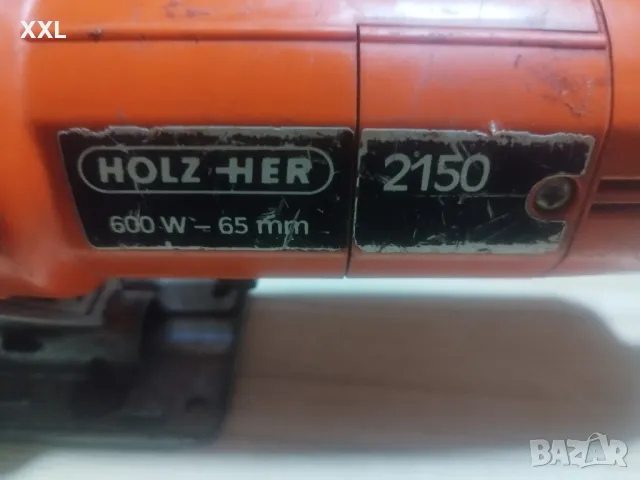 XXL
HOLZ-HER
2150
600 W - 65 mm
BAZAR